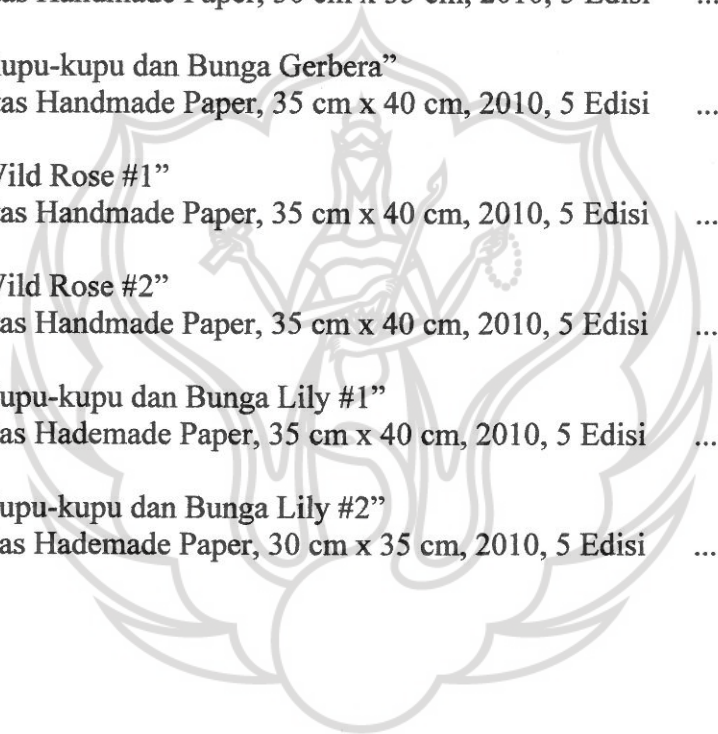 as Handmade Paper, 30 cm x 35 cm, 2010, 5 Edisi ...
upu-kupu dan Bunga Gerbera”
as Handmade Paper, 35 cm x 40 cm, 2010, 5 Edisi ...
Wild Rose #1”
as Handmade Paper, 35 cm x 40 cm, 2010, 5 Edisi ...
Wild Rose #2”
as Handmade Paper, 35 cm x 40 cm, 2010, 5 Edisi ...
upu-kupu dan Bunga Lily #1”
as Hademade Paper, 35 cm x 40 cm, 2010, 5 Edisi ...
upu-kupu dan Bunga Lily #2”
as Hademade Paper, 30 cm x 35 cm, 2010, 5 Edisi ...